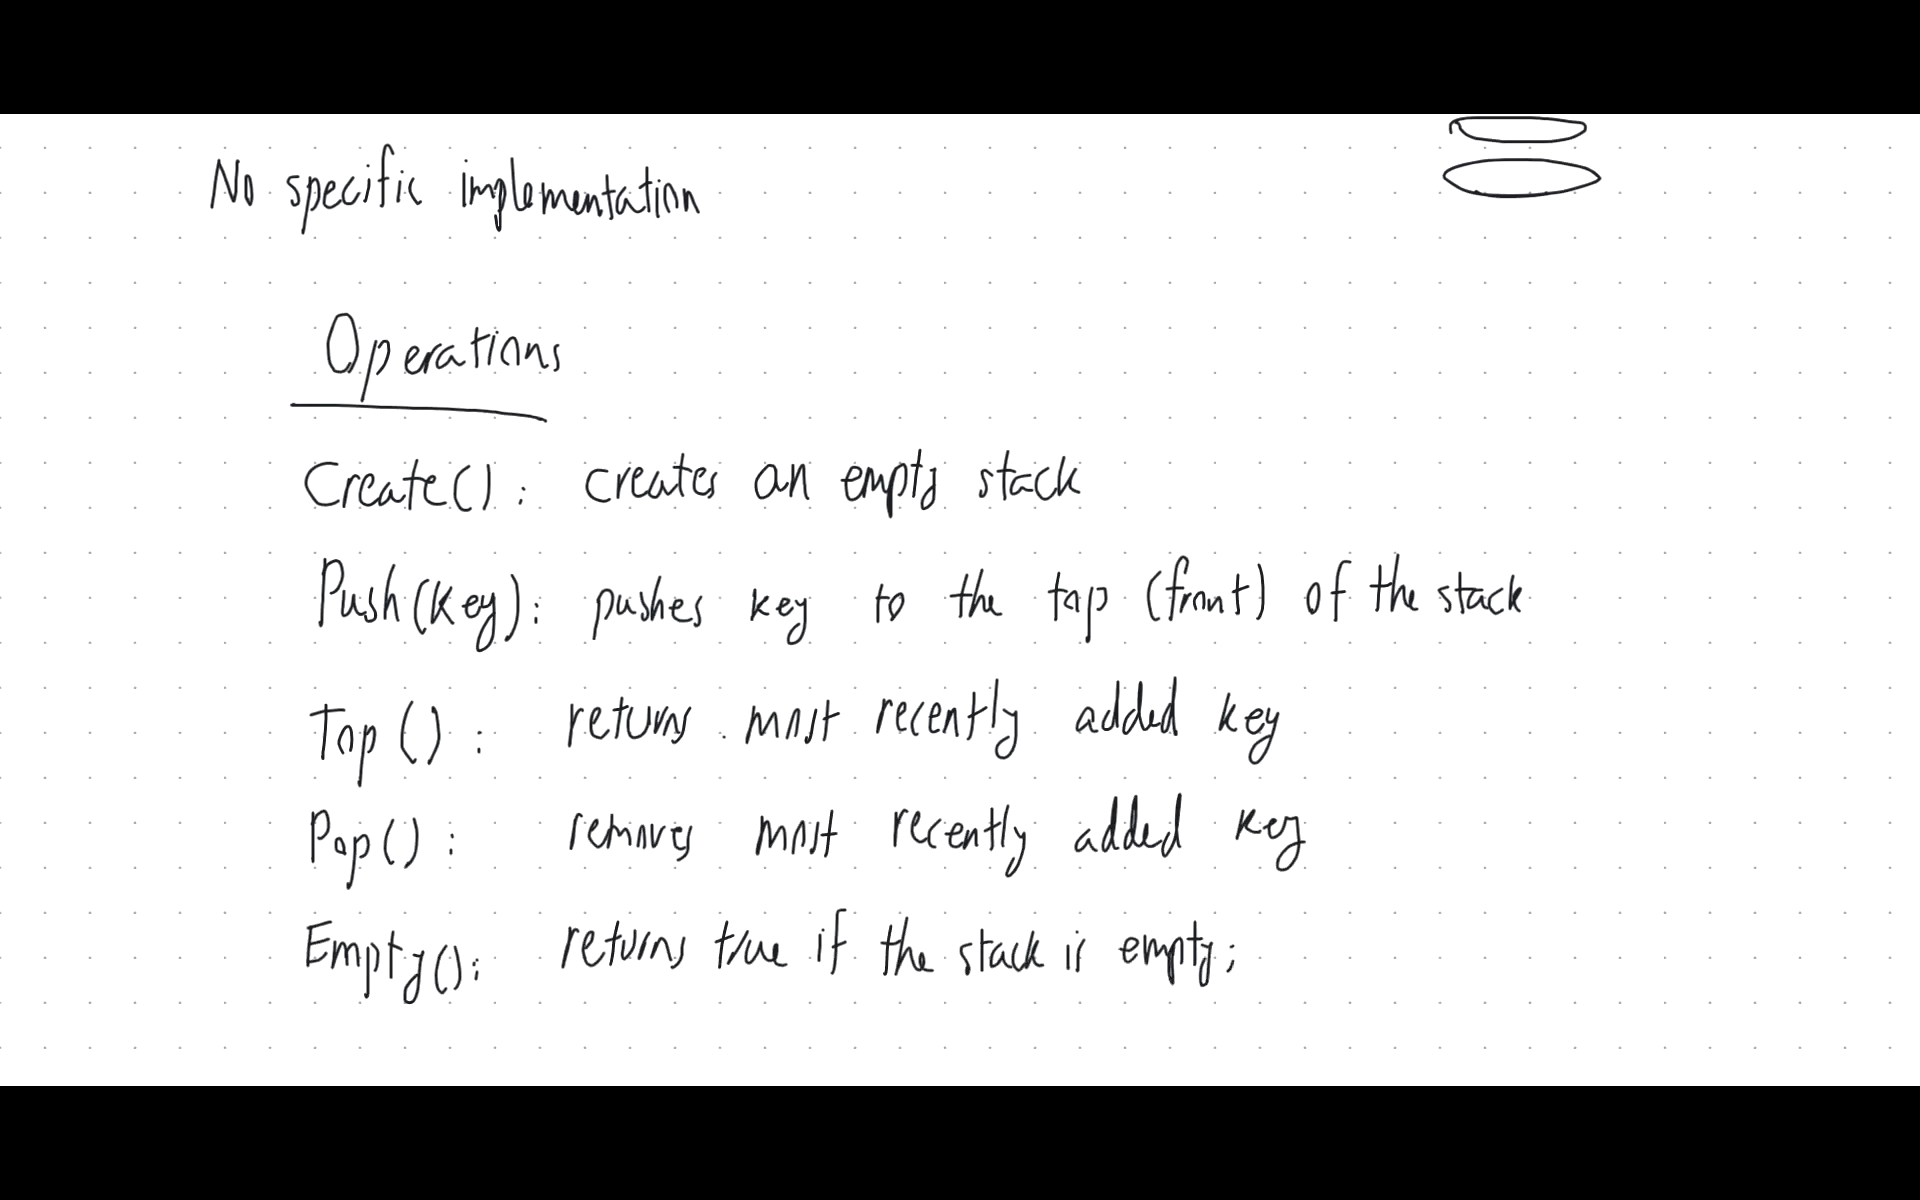 No specific implementation
Operations
Create(): creates an empty stack
Push(key): pushes key to the top (front) of the stack
Top(): returns most recently added key
Pop(): removes most recently added key
Empty(): returns true if the stack is empty;